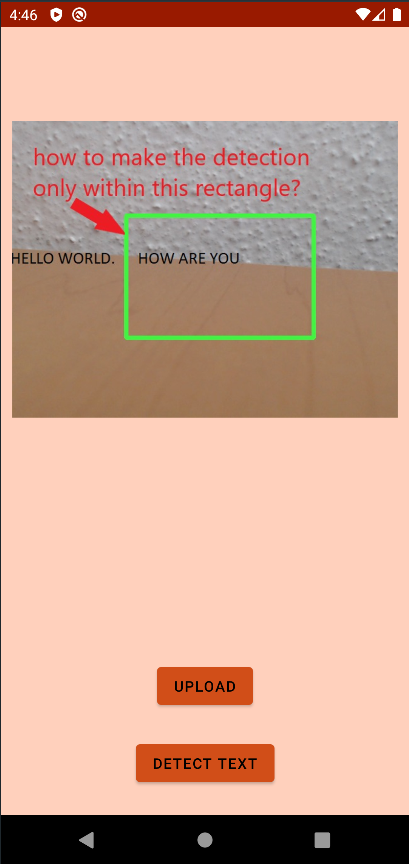 4:46
how to make the detection
only within this rectangle?
HELLO WORLD. HOW ARE YOU
UPLOAD
DETECT TEXT